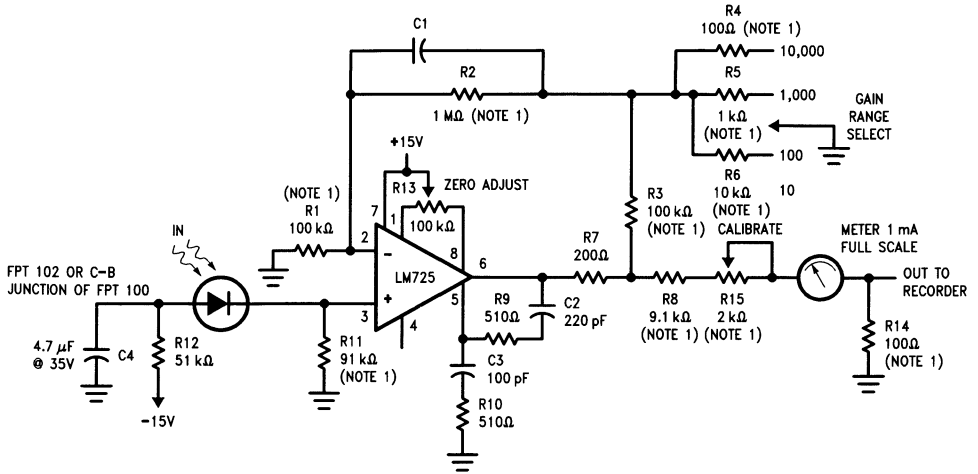 C1
R2
1 MΩ (NOTE 1)
R4
100Ω (NOTE 1)
10,000
R5
1,000
1 kΩ
(NOTE 1)
100
R6
10 kΩ
(NOTE 1)
10
GAIN
RANGE
SELECT
+15V
R13
ZERO ADJUST
100 kΩ
7
1
8
(NOTE 1)
R1
100 kΩ
2
−
LM725
+
3
4
5
6
IN
FPT 102 OR C-B
JUNCTION OF FPT 100
4.7 μF
@ 35V
C4
R12
51 kΩ
−15V
R11
91 kΩ
(NOTE 1)
R9
510Ω
C2
220 pF
C3
100 pF
R10
510Ω
R7
200Ω
R3
100 kΩ
(NOTE 1)
CALIBRATE
R8
9.1 kΩ
(NOTE 1)
R15
2 kΩ
(NOTE 1)
METER 1 mA
FULL SCALE
OUT TO
RECORDER
R14
100Ω
(NOTE 1)